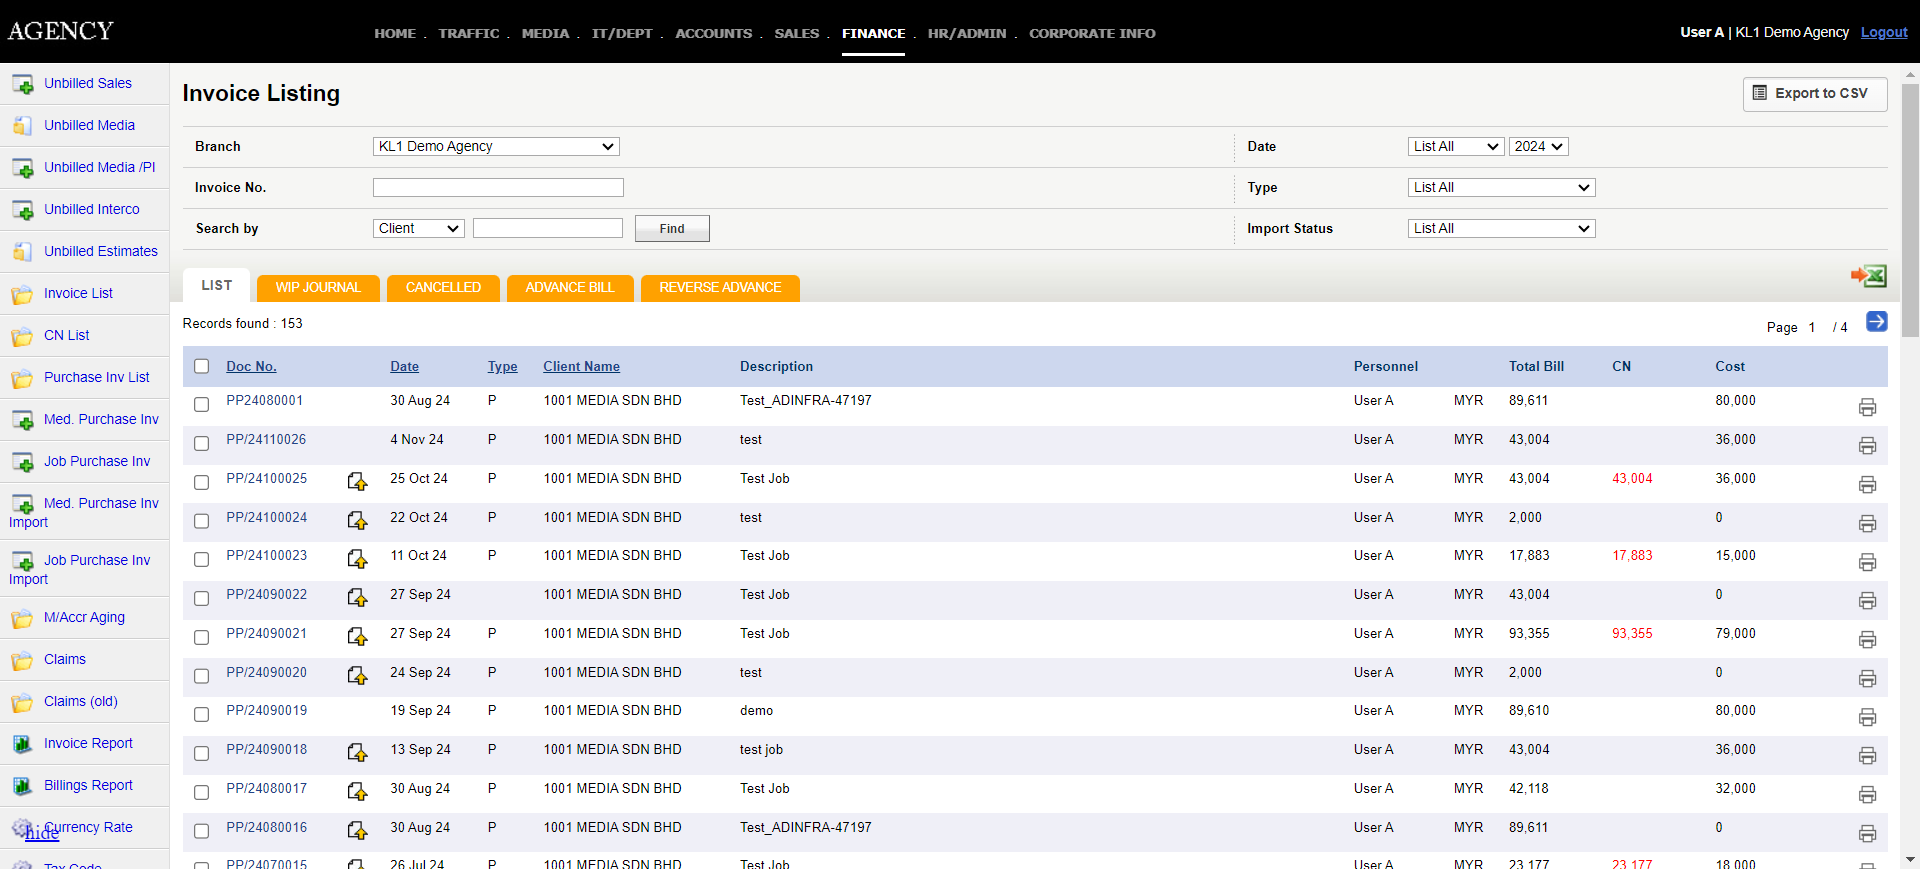 AGENCY
HOME . TRAFFIC . MEDIA . IT/DEPT . ACCOUNTS . SALES . FINANCE . HR/ADMIN . CORPORATE INFO
User A | KL1 Demo Agency Logout
Unbilled Sales
Unbilled Media
Unbilled Media /PI
Unbilled Interco
Unbilled Estimates
Invoice List
CN List
Purchase Inv List
Med. Purchase Inv
Job Purchase Inv
Med. Purchase Inv
Import
Job Purchase Inv
Import
M/Accr Aging
Claims
Claims (old)
Invoice Report
Billings Report
Currency Rate
hide
Tax Code
Invoice Listing
Export to CSV
Branch KL1 Demo Agency Date List All 2024
Invoice No. Type List All
Search by Client Find Import Status List All
LIST WIP JOURNAL CANCELLED ADVANCE BILL REVERSE ADVANCE
Records found : 153
Page 1 / 4
Doc No. Date Type Client Name Description Personnel Total Bill CN Cost
PP24080001 30 Aug 24 P 1001 MEDIA SDN BHD Test_ADINFRA-47197 User A MYR 89,611 80,000
PP/24110026 4 Nov 24 P 1001 MEDIA SDN BHD test User A MYR 43,004 36,000
PP/24100025 25 Oct 24 P 1001 MEDIA SDN BHD Test Job User A MYR 43,004 43,004 36,000
PP/24100024 22 Oct 24 P 1001 MEDIA SDN BHD test User A MYR 2,000 0
PP/24100023 11 Oct 24 P 1001 MEDIA SDN BHD Test Job User A MYR 17,883 17,883 15,000
PP/24090022 27 Sep 24 1001 MEDIA SDN BHD Test Job User A MYR 43,004 0
PP/24090021 27 Sep 24 P 1001 MEDIA SDN BHD Test Job User A MYR 93,355 93,355 79,000
PP/24090020 24 Sep 24 P 1001 MEDIA SDN BHD test User A MYR 2,000 0
PP/24090019 19 Sep 24 P 1001 MEDIA SDN BHD demo User A MYR 89,610 80,000
PP/24090018 13 Sep 24 P 1001 MEDIA SDN BHD test job User A MYR 43,004 36,000
PP/24080017 30 Aug 24 P 1001 MEDIA SDN BHD Test Job User A MYR 42,118 32,000
PP/24080016 30 Aug 24 P 1001 MEDIA SDN BHD Test_ADINFRA-47197 User A MYR 89,611 0
PP/24070015 26 Jul 24 P 1001 MEDIA SDN BHD Test Job User A MYR 23,177 23,177 18,000